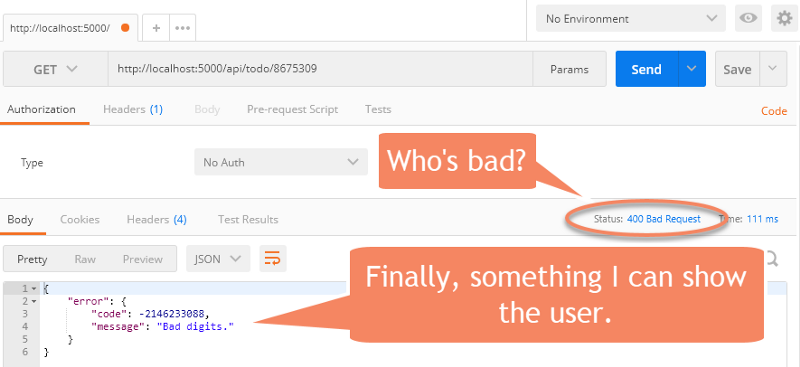 http://localhost:5000/
+
•••
No Environment
GET
http://localhost:5000/api/todo/8675309
Params
Send
Save
Authorization
Headers (1)
Body
Pre-request Script
Tests
Code
Type
No Auth
Who's bad?
Body
Cookies
Headers (4)
Test Results
Status: 400 Bad Request
Time: 111 ms
Pretty
Raw
Preview
JSON
Finally, something I can show
the user.
1 {
2 "error": {
3 "code": -2146233088,
4 "message": "Bad digits."
5 }
6 }